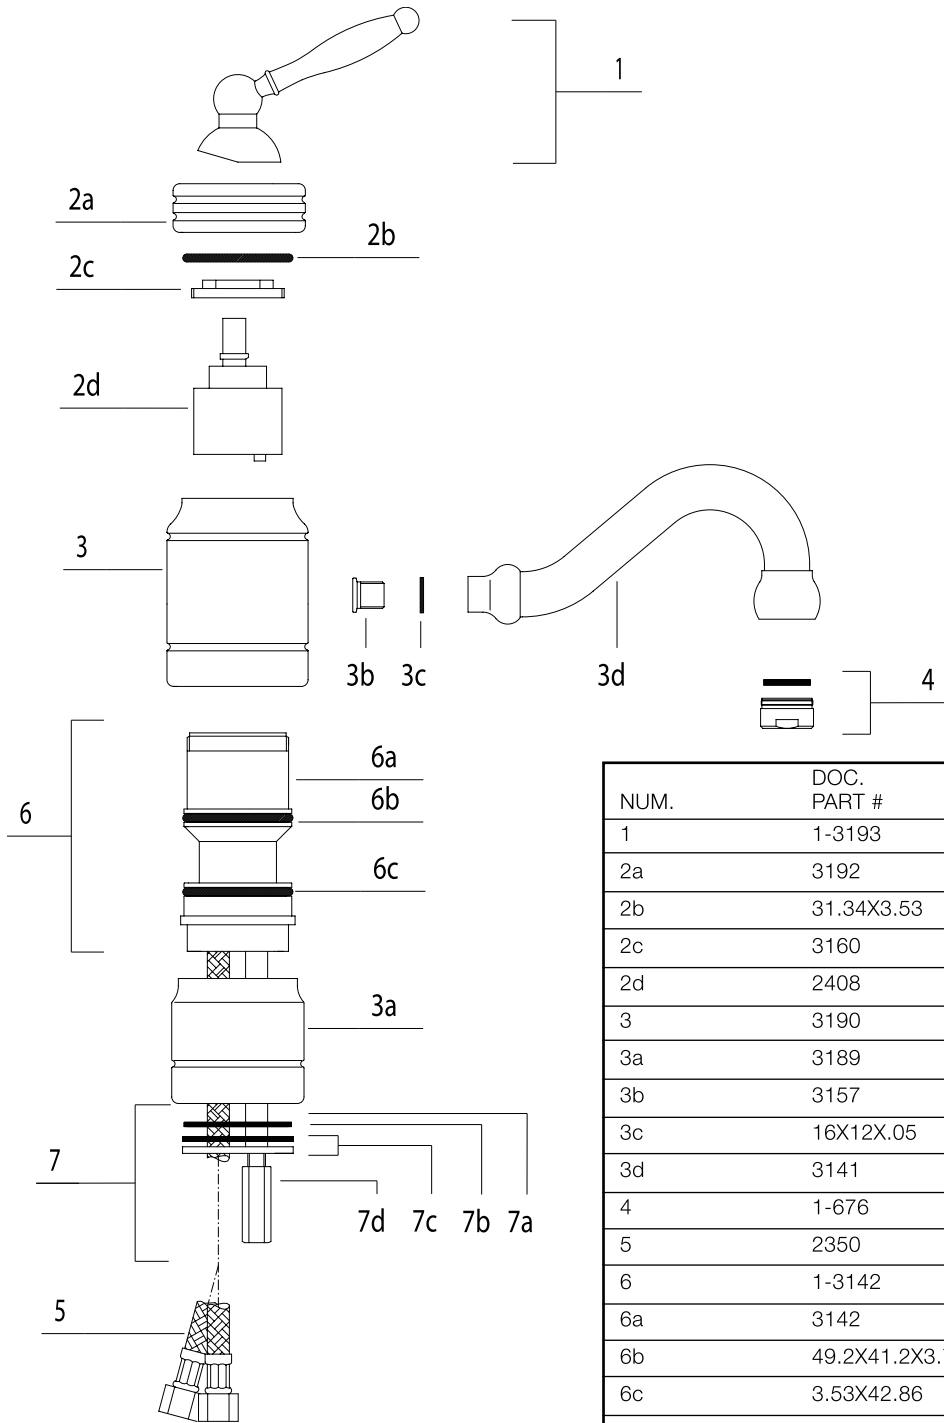 1
2a
2b
2c
2d
3
3b
3c
3d
4
6a
6b
6
6c
3a
7
7d
7c
7b
7a
5
NUM.
DOC.
PART #
1 1-3193
2a 3192
2b 31.34X3.53
2c 3160
2d 2408
3 3190
3a 3189
3b 3157
3c 16X12X.05
3d 3141
4 1-676
5 2350
6 1-3142
6a 3142
6b 49.2X41.2X3.
6c 3.53X42.86